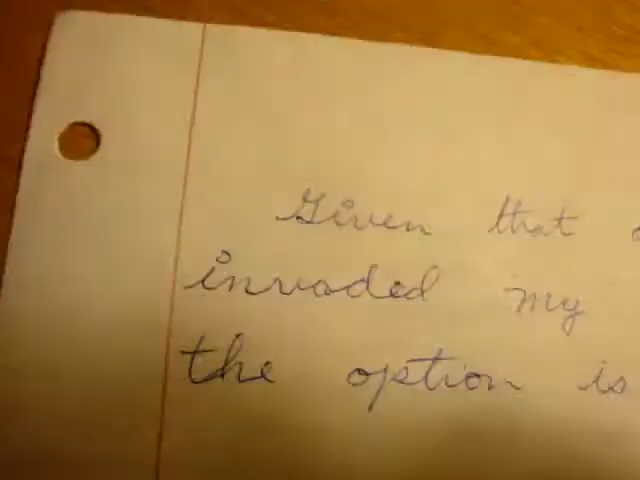 Given that
invaded my
the option is